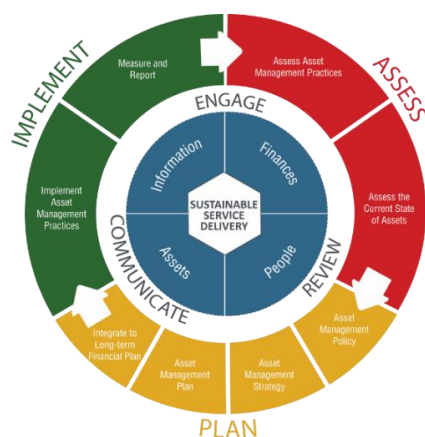 IMPLEMENT
Measure and
Report
Implement
Asset
Management
Practices
ASSESS
Assess Asset
Management Practices
Assess the
Current State
of Assets
PLAN
Asset
Management
Policy
Asset
Management
Strategy
Asset
Management
Plan
Integrate to
Long-term
Financial Plan
ENGAGE
REVIEW
COMMUNICATE
Information
Finances
People
Assets
SUSTAINABLE
SERVICE
DELIVERY